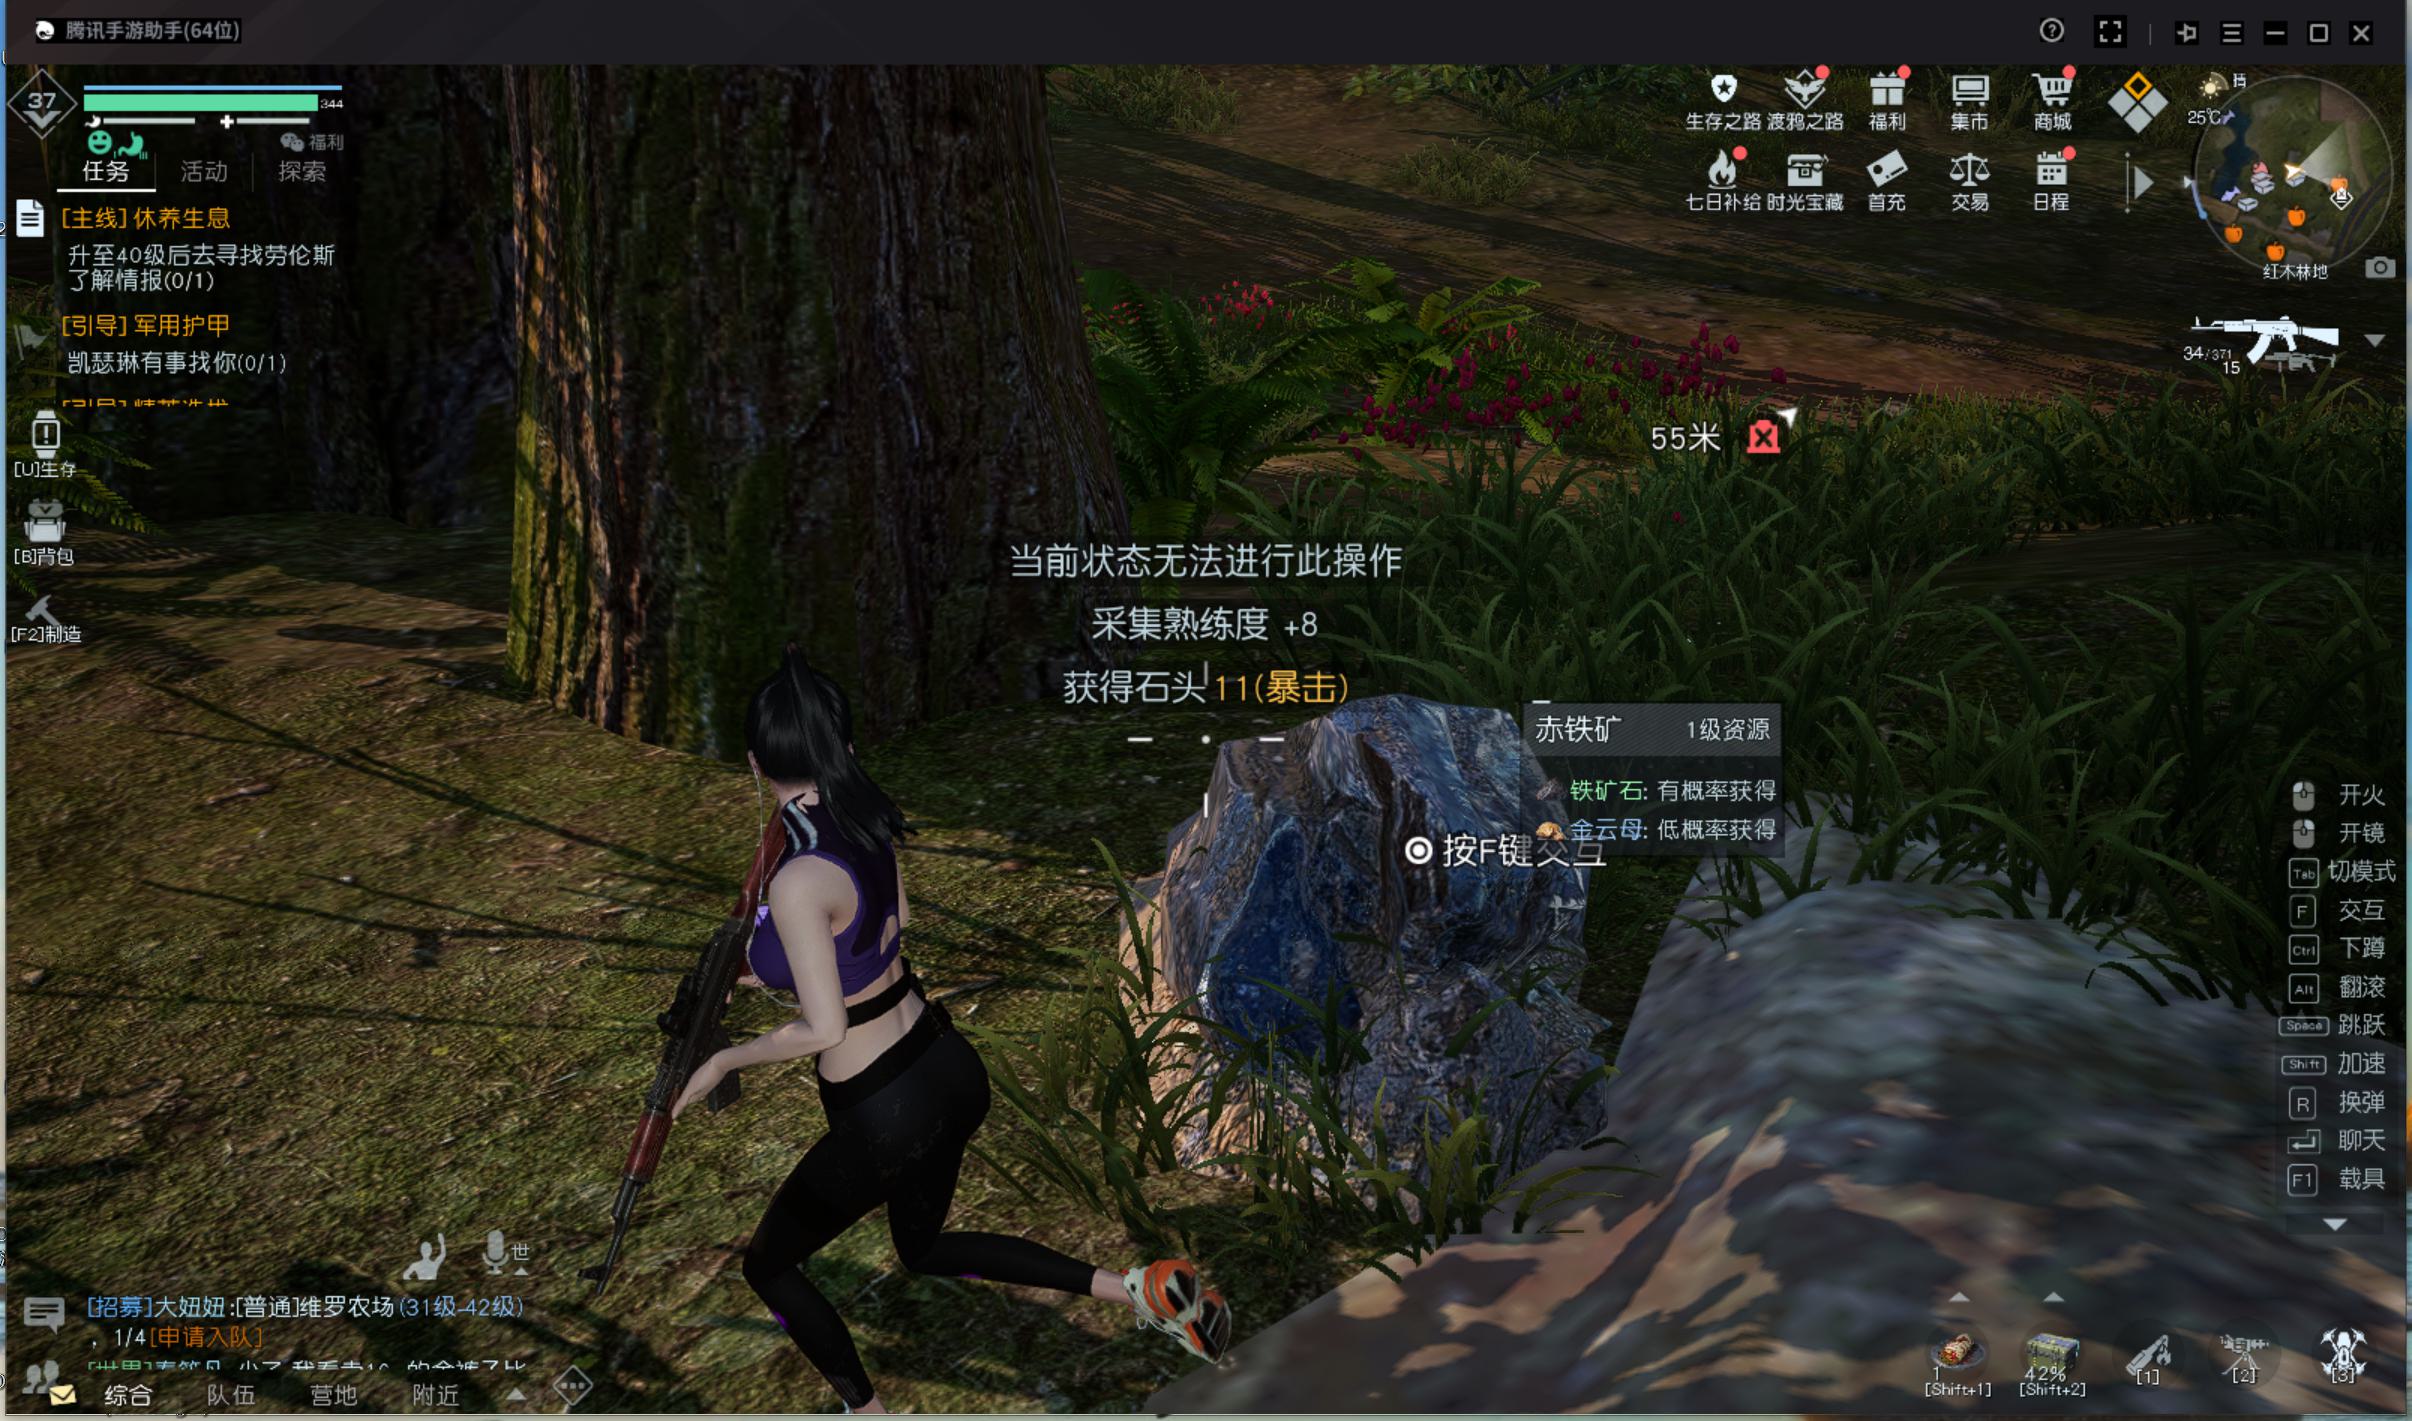 腾讯手游助手(64位)
37
344
福利
任务
活动
探索
[主线] 休养生息
升至40级后去寻找劳伦斯
了解情报(0/1)
[引导] 军用护甲
凯瑟琳有事找你(0/1)
[U]生存
[B]背包
[F2]制造
生存之路
渡鸦之路
福利
集市
商城
七日补给
时光宝藏
首充
交易
日程
晴
25℃
红木林地
34/371
15
55米
当前状态无法进行此操作
采集熟练度 +8
获得石头 11(暴击)
赤铁矿 1级资源
铁矿石: 有概率获得
金云母: 低概率获得
按F键交互
开火
开镜
Tab 切模式
F 交互
Ctrl 下蹲
Alt 翻滚
Space 跳跃
Shift 加速
R 换弹
聊天
F1 载具
世
[招募]大妞妞:[普通]维罗农场(31级-42级)
，1/4[申请入队]
综合
队伍
营地
附近
1
[Shift+1]
42%
[Shift+2]
[1]
[2]
[3]